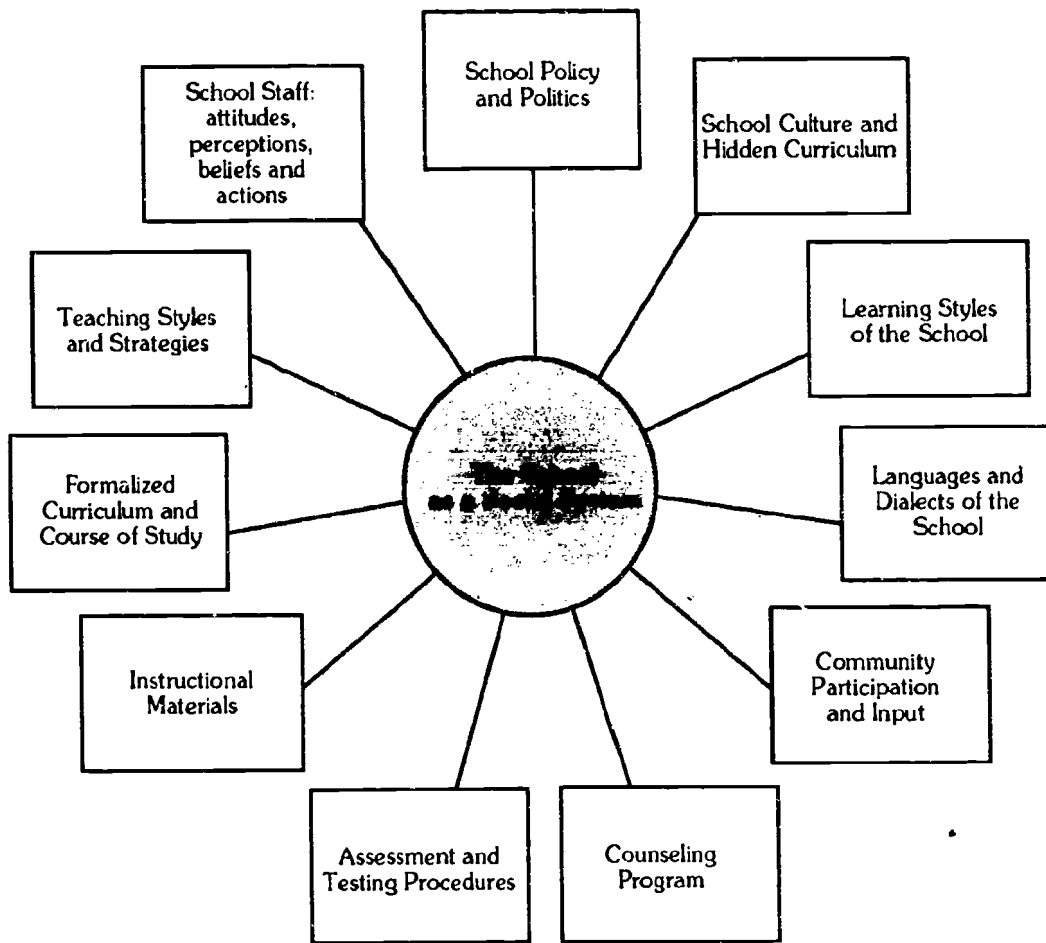 School Policy
and Politics
School Staff:
attitudes,
perceptions,
beliefs and
actions
School Culture and
Hidden Curriculum
Teaching Styles
and Strategies
Learning Styles
of the School
Formalized
Curriculum and
Course of Study
Languages and
Dialects of the
School
Instructional
Materials
Community
Participation
and Input
Assessment and
Testing Procedures
Counseling
Program